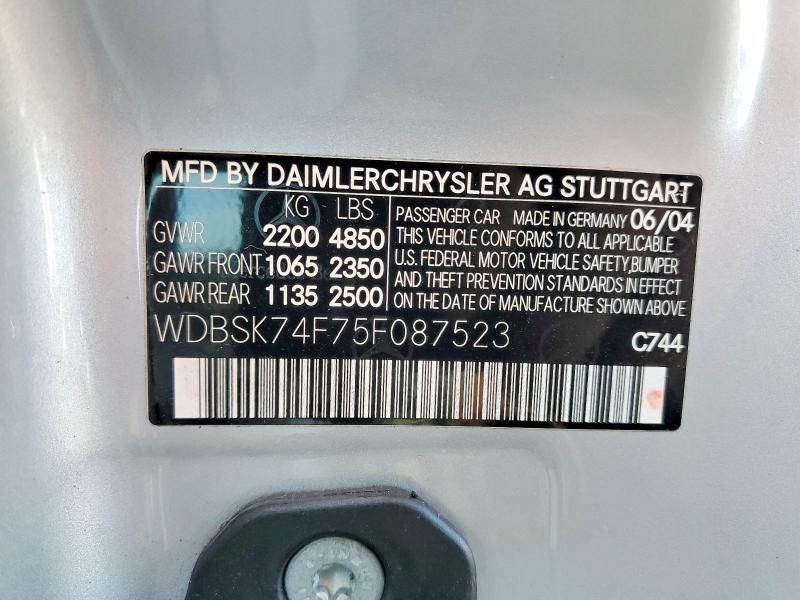 MFD BY DAIMLERCHRYSLER AG STUTTGART
KG LBS
GVWR 2200 4850
GAWR FRONT 1065 2350
GAWR REAR 1135 2500
PASSENGER CAR MADE IN GERMANY 06/04
THIS VEHICLE CONFORMS TO ALL APPLICABLE
U.S. FEDERAL MOTOR VEHICLE SAFETY,BUMPER
AND THEFT PREVENTION STANDARDS IN EFFECT
ON THE DATE OF MANUFACTURE SHOWN ABOVE
WDBSK74F75F087523
C744